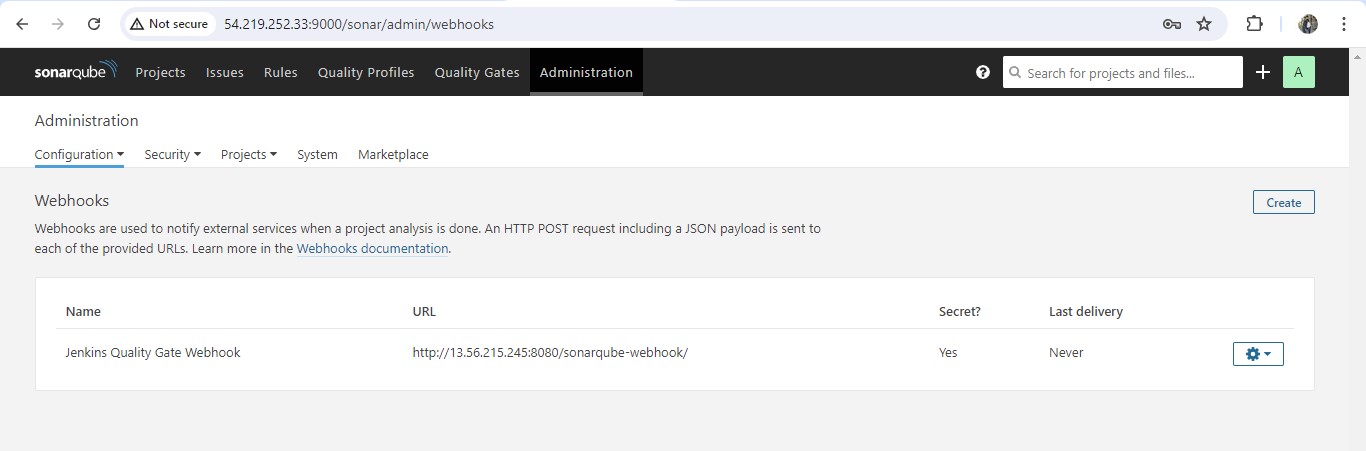 Not secure 54.219.252.33:9000/sonar/admin/webhooks
sonarqube Projects Issues Rules Quality Profiles Quality Gates Administration ? Search for projects and files... A
Administration
Configuration Security Projects System Marketplace
Webhooks
Create
Webhooks are used to notify external services when a project analysis is done. An HTTP POST request including a JSON payload is sent to
each of the provided URLs. Learn more in the Webhooks documentation.
Name URL Secret? Last delivery
Jenkins Quality Gate Webhook http://13.56.215.245:8080/sonarqube-webhook/ Yes Never